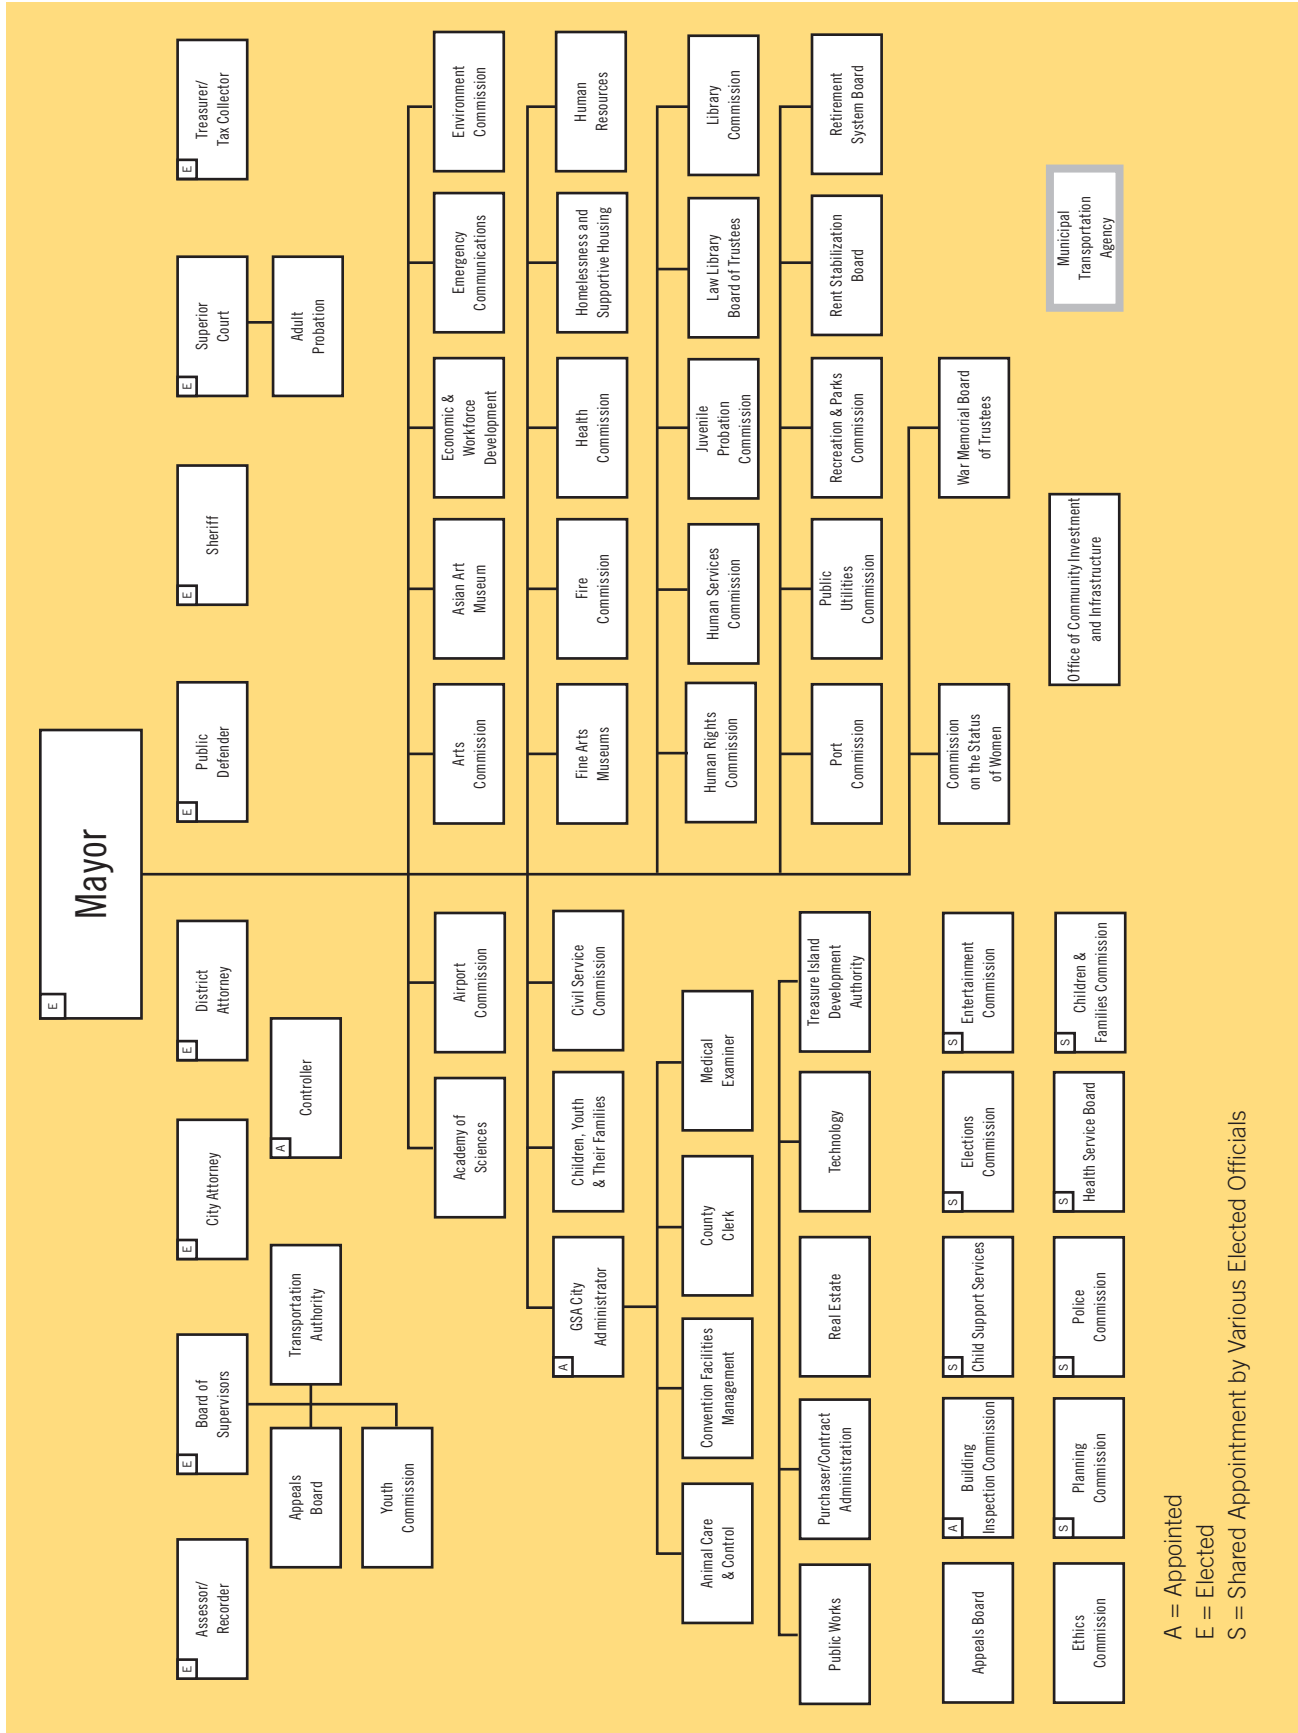 E
Mayor
E
Assessor/
Recorder
E
Board of
Supervisors
E
City Attorney
E
District
Attorney
E
Public
Defender
E
Sheriff
E
Superior
Court
E
Treasurer/
Tax Collector
Appeals
Board
Transportation
Authority
A
Controller
Adult
Probation
Youth
Commission
Academy of
Sciences
Airport
Commission
Arts
Commission
Asian Art
Museum
Economic &
Workforce
Development
Emergency
Communications
Environment
Commission
A
GSA City
Administrator
Children, Youth
& Their Families
Civil Service
Commission
Fine Arts
Museums
Fire
Commission
Health
Commission
Homelessness and
Supportive Housing
Human
Resources
Animal Care
& Control
Convention Facilities
Management
County
Clerk
Medical
Examiner
Human Rights
Commission
Human Services
Commission
Juvenile
Probation
Commission
Law Library
Board of Trustees
Library
Commission
Public Works
Purchaser/Contract
Administration
Real Estate
Technology
Treasure Island
Development
Authority
Port
Commission
Public
Utilities
Commission
Recreation & Parks
Commission
Rent Stabilization
Board
Retirement
System Board
Appeals Board
A
Building
Inspection Commission
S
Child Support Services
S
Elections
Commission
S
Entertainment
Commission
Commission
on the Status
of Women
War Memorial Board
of Trustees
Ethics
Commission
S
Planning
Commission
S
Police
Commission
S
Health Service Board
S
Children &
Families Commission
Office of Community Investment
and Infrastructure
Municipal
Transportation
Agency
A = Appointed
E = Elected
S = Shared Appointment by Various Elected Officials